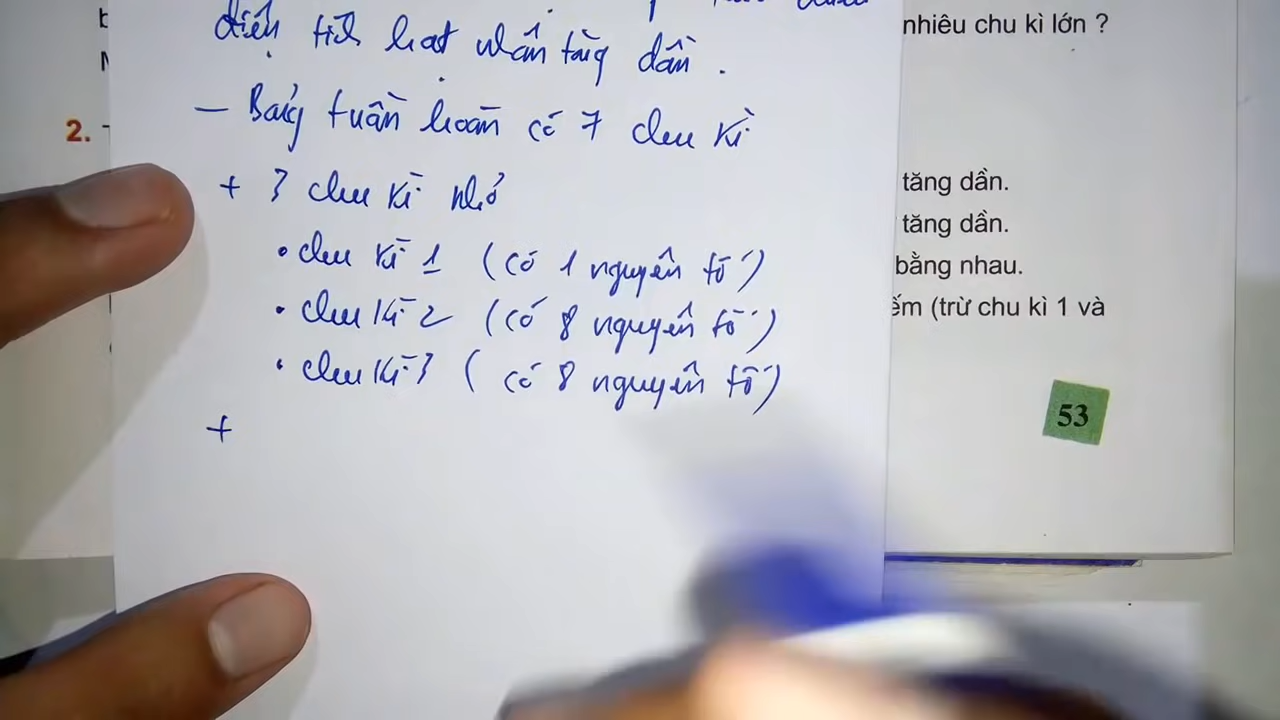 nhiêu chu kì lớn ?
điện tích hạt nhân tăng dần .
2.
– Bảng tuần hoàn có 7 chu kì
+ 3 chu kì nhỏ
tăng dần.
tăng dần.
• chu kì 1 (có 1 nguyên tố)
bằng nhau.
• chu kì 2 (có 8 nguyên tố)
(trừ chu kì 1 và
• chu kì 3 (có 8 nguyên tố)
+
53